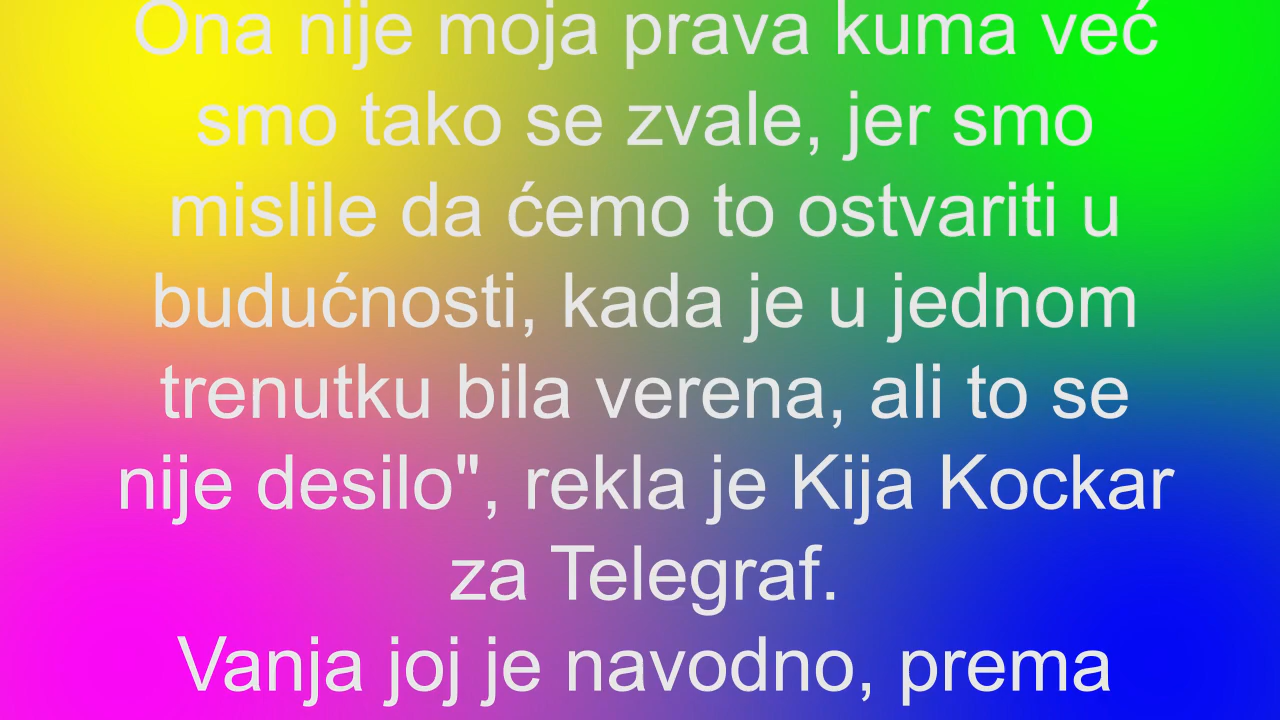 Ona nije moja prava kuma već
smo tako se zvale, jer smo
mislile da ćemo to ostvariti u
budućnosti, kada je u jednom
trenutku bila verena, ali to se
nije desilo", rekla je Kija Kockar
za Telegraf.
Vanja joj je navodno, prema